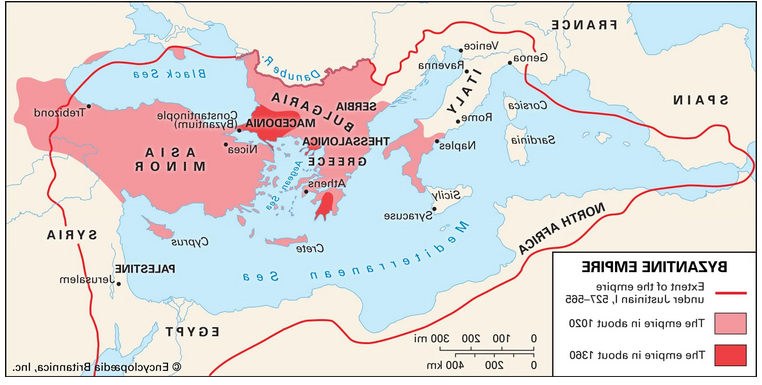 FRANCE
SPAIN
Venice
Genoa
Ravenna
ITALY
Corsica
Rome
Sardinia
Naples
Sicily
Syracuse
Danube R.
Black Sea
SERBIA
BULGARIA
MACEDONIA
Constantinople
(Byzantium)
Trebizond
THESSALONICA
Nicea
ASIA
MINOR
GREECE
Aegean
Sea
Athens
Crete
Cyprus
Mediterranean Sea
NORTH AFRICA
SYRIA
PALESTINE
Jerusalem
EGYPT
BYZANTINE EMPIRE
Extent of the empire
under Justinian I, 527–565
The empire in about 1020
The empire in about 1360
0 100 200 300 mi
0 200 400 km
© Encyclopædia Britannica, Inc.